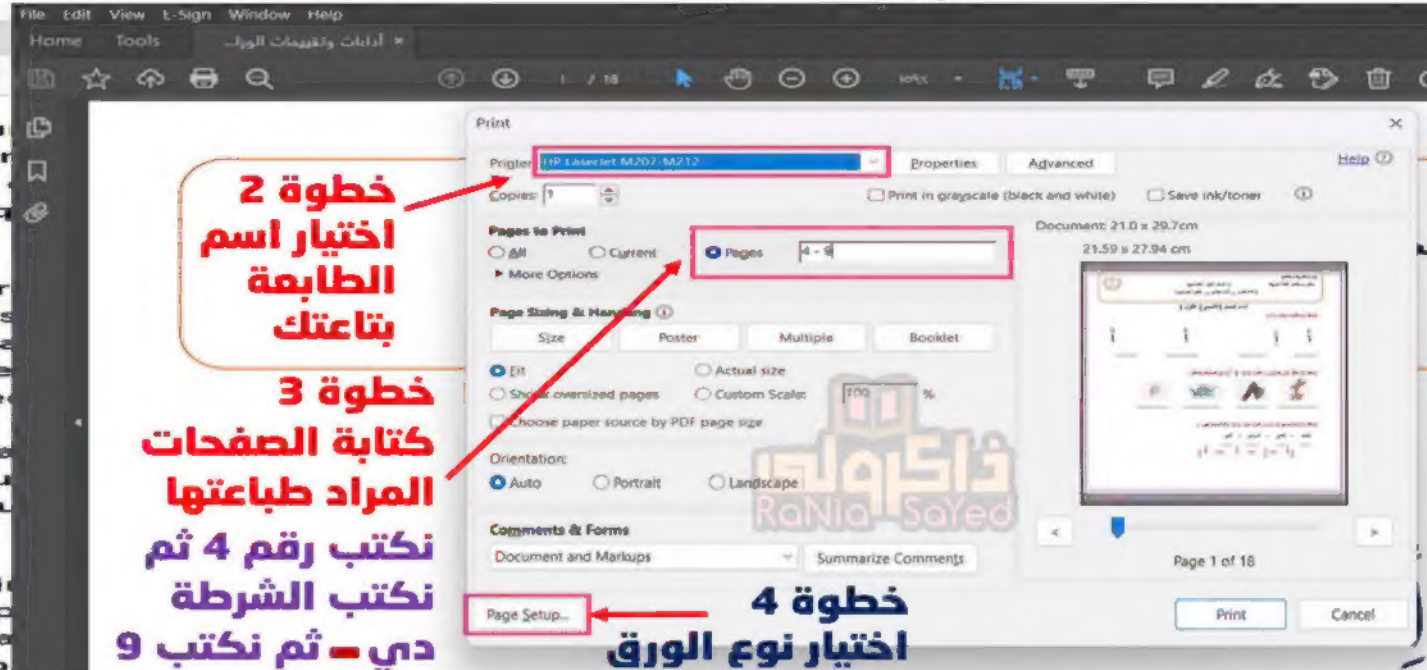 File Edit View E-Sign Window Help
Home Tools أداءات وتقييمات الورا... ×
1 / 18
Print ×
Printer: HP LaserJet M207-M212 Properties Advanced Help
Copies: 1 Print in grayscale (black and white) Save ink/toner
Pages to Print
All Current Pages 4 - 9
More Options
Page Sizing & Handling
Size Poster Multiple Booklet
Fit Actual size
Shrink oversized pages Custom Scale: 100 %
Choose paper source by PDF page size
Orientation:
Auto Portrait Landscape
Comments & Forms
Document and Markups Summarize Comments
Page Setup...
Document: 21.0 x 29.7cm
21.59 x 27.94 cm
< >
Page 1 of 18
Print Cancel
خطوة 2
اختيار اسم
الطابعة
بتاعتك
خطوة 3
كتابة الصفحات
المراد طباعتها
نكتب رقم 4 ثم
نكتب الشرطة
دي - ثم نكتب 9
خطوة 4
اختيار نوع الورق
ذاكرولي
RaNia SaYed